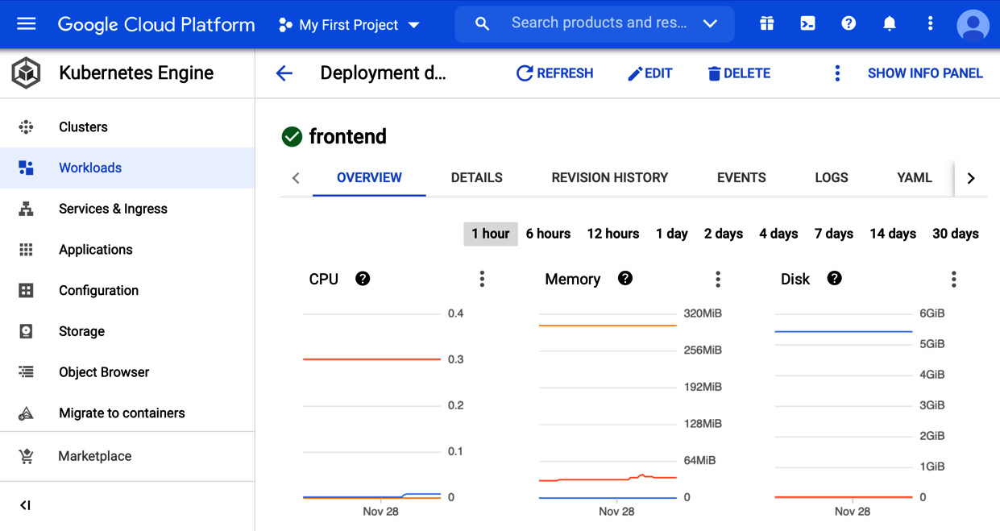 Google Cloud Platform
My First Project
Search products and res...
Kubernetes Engine
Deployment d...
REFRESH
EDIT
DELETE
SHOW INFO PANEL
Clusters
Workloads
Services & Ingress
Applications
Configuration
Storage
Object Browser
Migrate to containers
Marketplace
frontend
OVERVIEW
DETAILS
REVISION HISTORY
EVENTS
LOGS
YAML
1 hour
6 hours
12 hours
1 day
2 days
4 days
7 days
14 days
30 days
CPU
0.4
0.3
0.2
0.1
0
Nov 28
Memory
320MiB
256MiB
192MiB
128MiB
64MiB
0
Nov 28
Disk
6GiB
5GiB
4GiB
3GiB
2GiB
1GiB
0
Nov 28